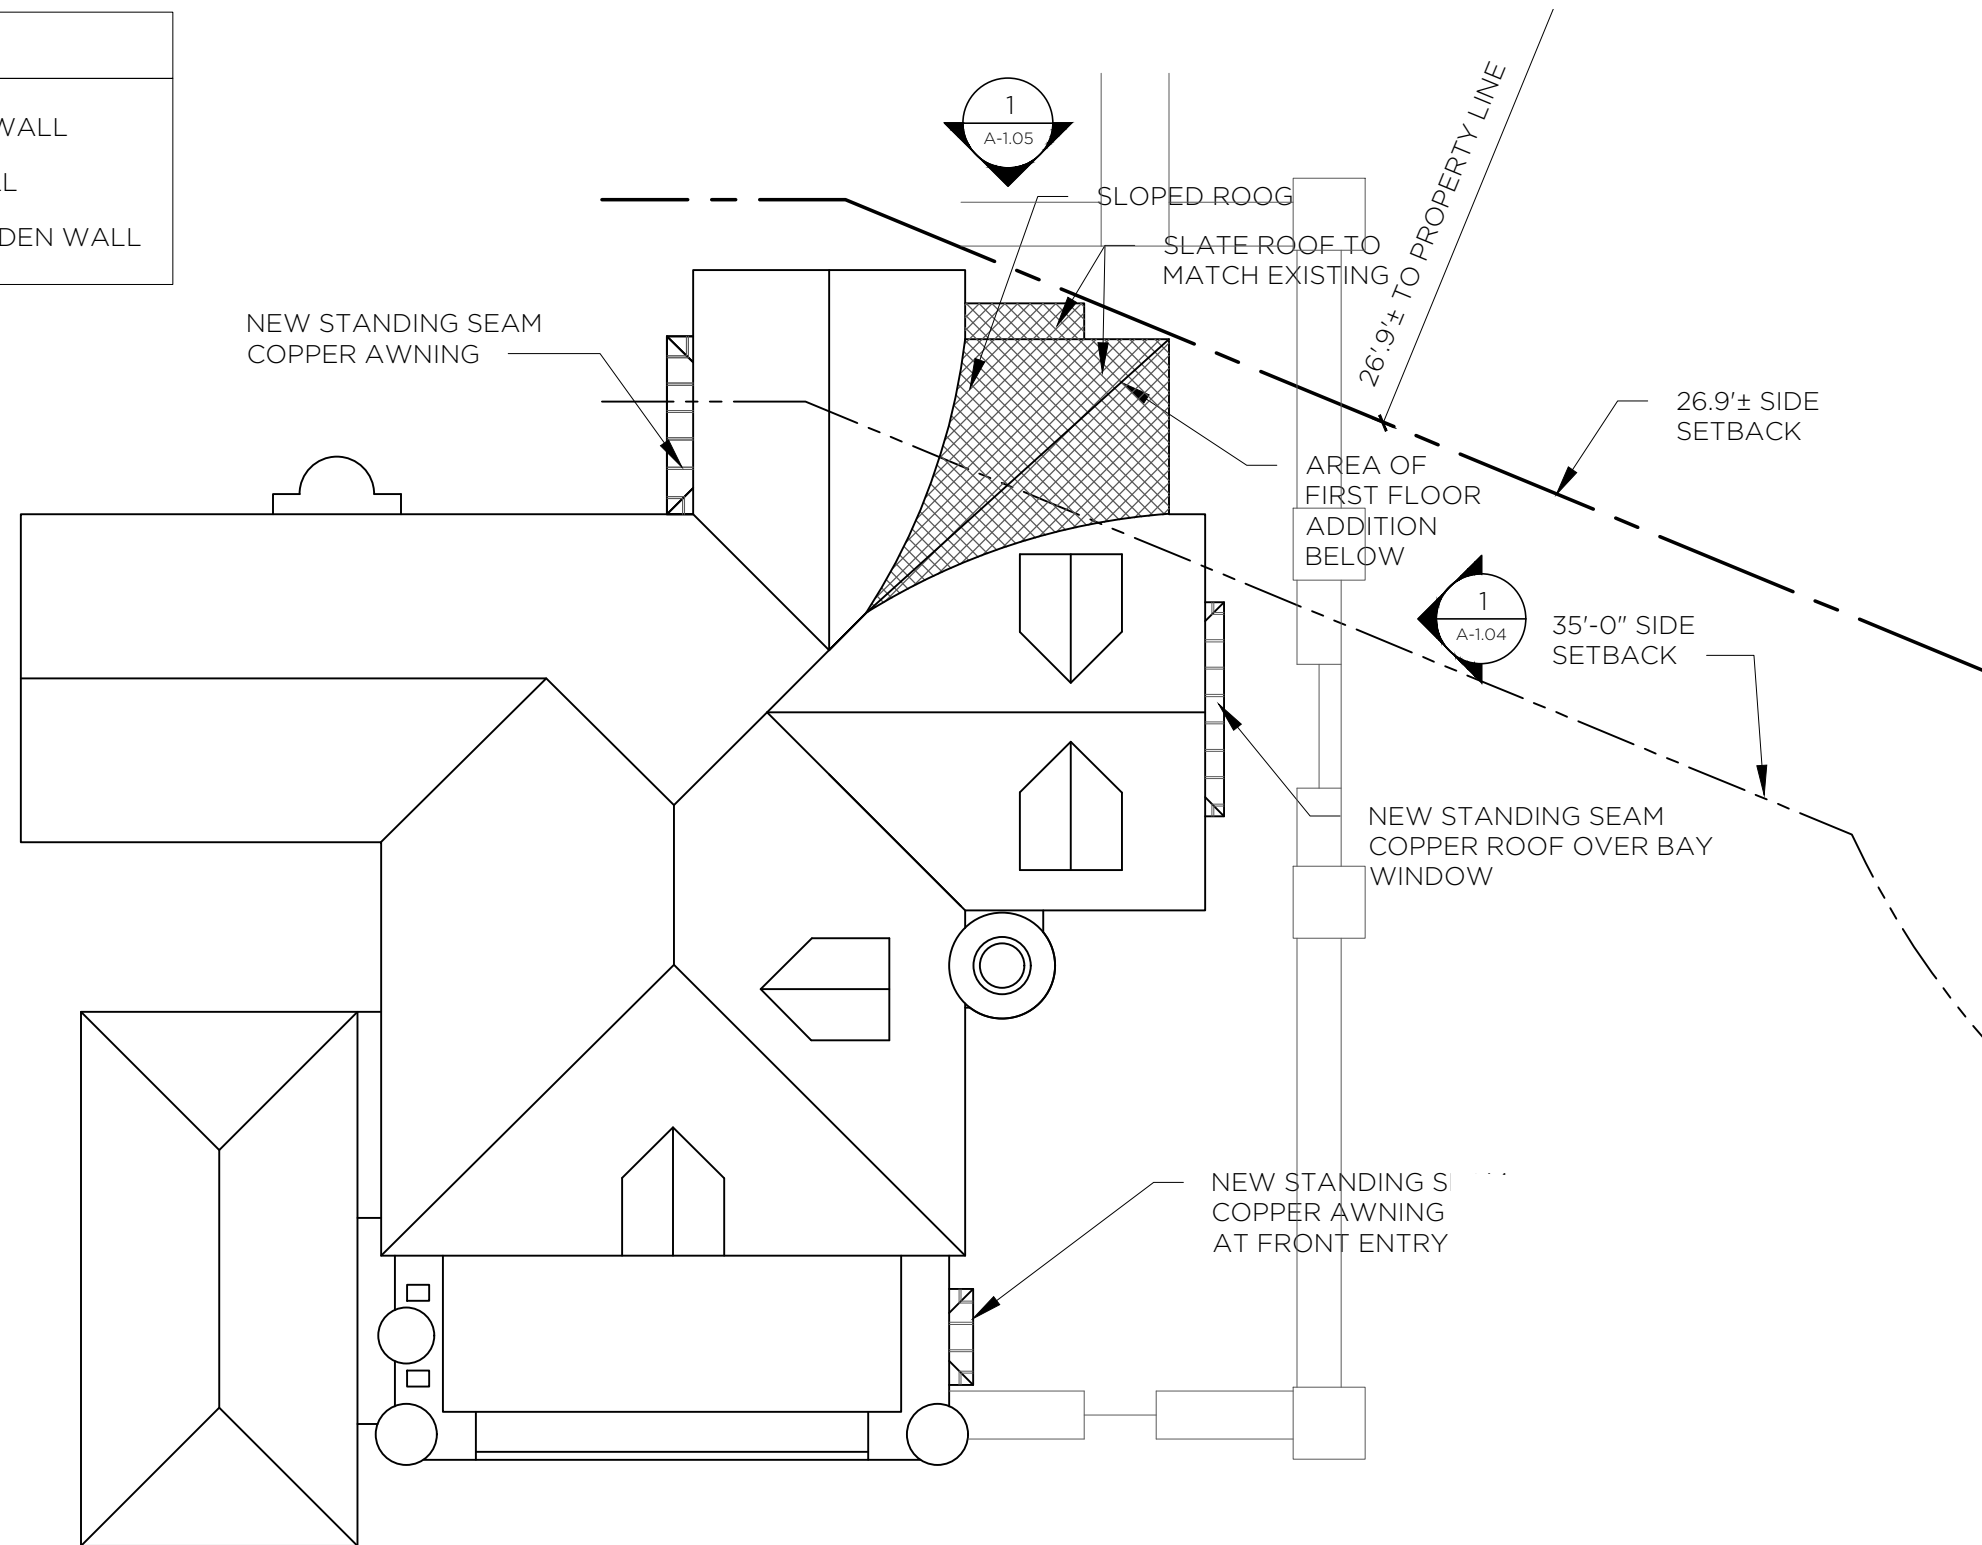 WALL
DEN WALL
1
A-1.05
SLOPED ROOG
SLATE ROOF TO
MATCH EXISTING
26'.9'± TO PROPERTY LINE
NEW STANDING SEAM
COPPER AWNING
26.9'± SIDE
SETBACK
AREA OF
FIRST FLOOR
ADDITION
BELOW
1
A-1.04
35'-0" SIDE
SETBACK
NEW STANDING SEAM
COPPER ROOF OVER BAY
WINDOW
NEW STANDING
COPPER AWNING
AT FRONT ENTRY